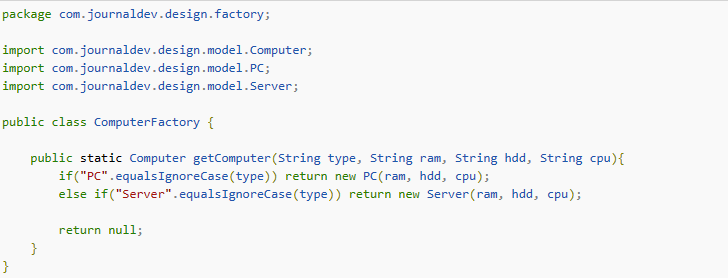 package com.journaldev.design.factory;
import com.journaldev.design.model.Computer;
import com.journaldev.design.model.PC;
import com.journaldev.design.model.Server;
public class ComputerFactory {
public static Computer getComputer(String type, String ram, String hdd, String cpu){
if("PC".equalsIgnoreCase(type)) return new PC(ram, hdd, cpu);
else if("Server".equalsIgnoreCase(type)) return new Server(ram, hdd, cpu);
return null;
}
}